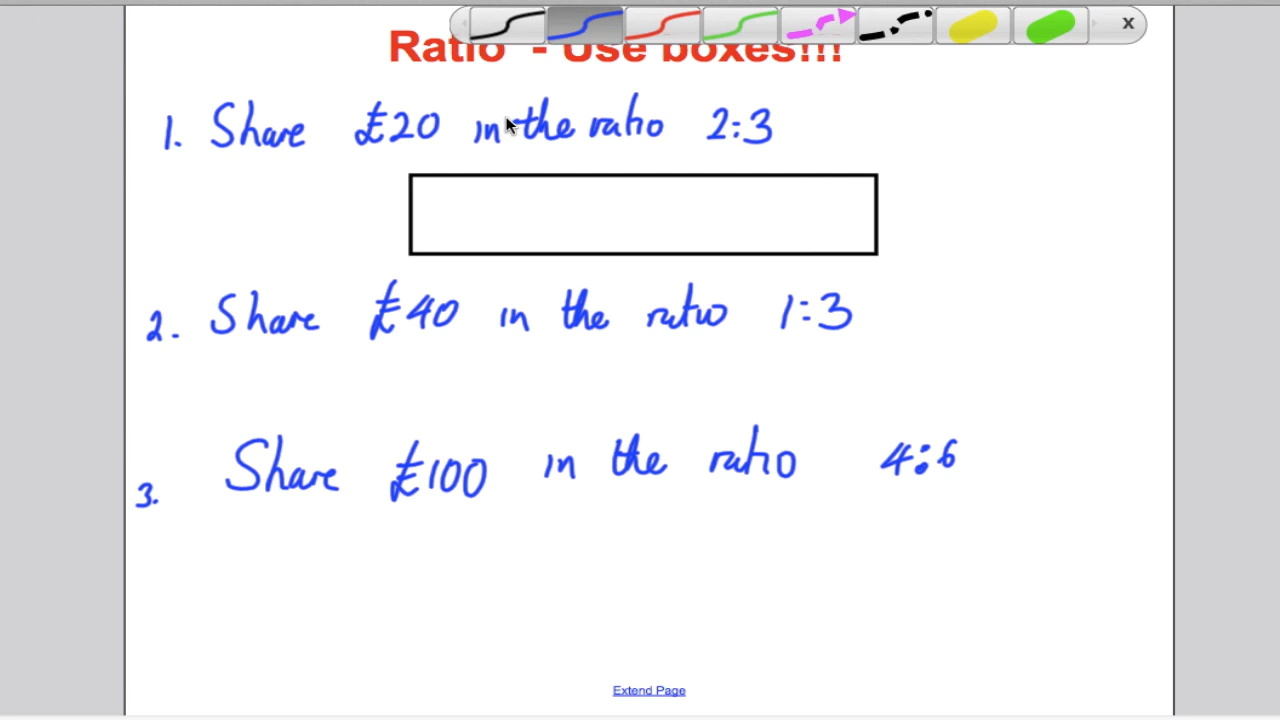 Ratio - Use boxes!!!
x
1. Share £20 in the ratio 2:3
2. Share £40 in the ratio 1:3
3. Share £100 in the ratio 4:6
Extend Page